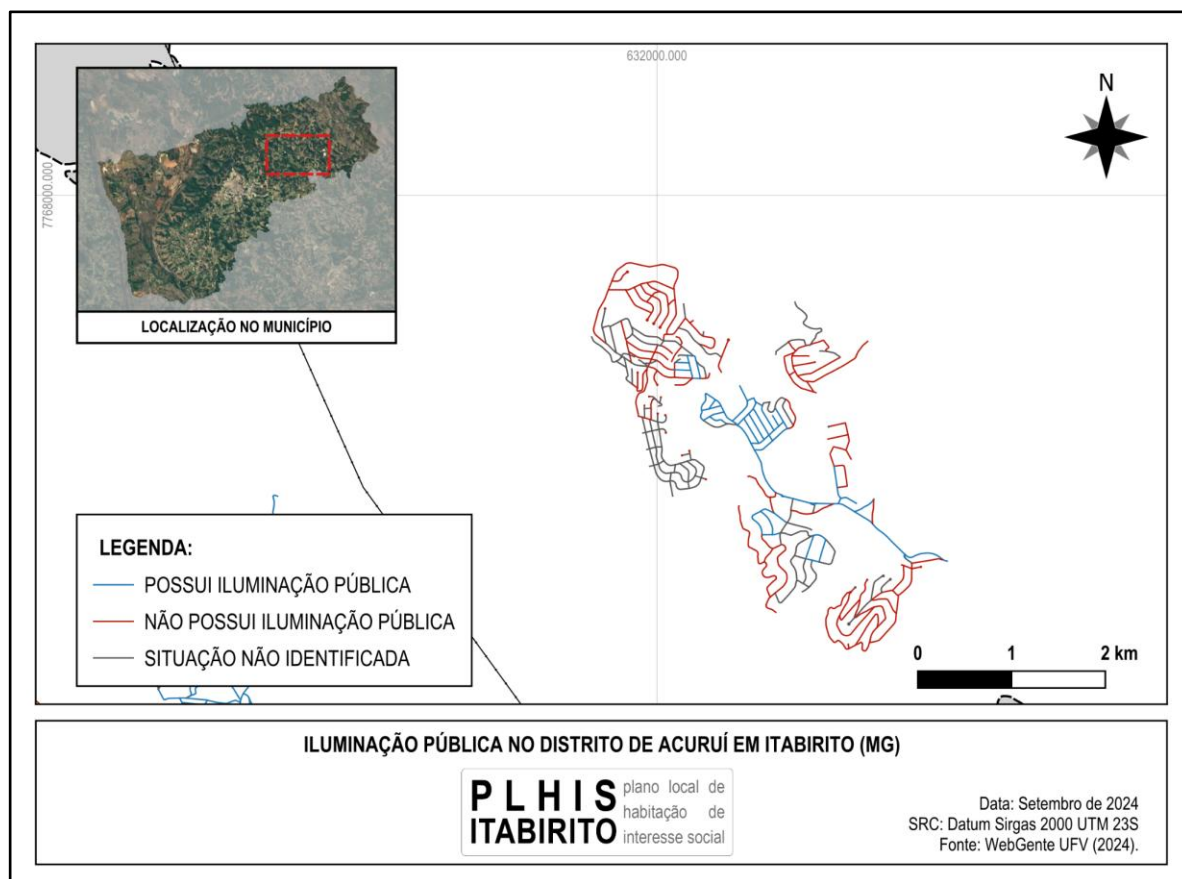 632000.000
7768000.000
N
LOCALIZAÇÃO NO MUNICÍPIO
LEGENDA:
POSSUI ILUMINAÇÃO PÚBLICA
NÃO POSSUI ILUMINAÇÃO PÚBLICA
SITUAÇÃO NÃO IDENTIFICADA
0 1 2 km
ILUMINAÇÃO PÚBLICA NO DISTRITO DE ACURUÍ EM ITABIRITO (MG)
PLHIS
ITABIRITO
plano local de
habitação de
interesse social
Data: Setembro de 2024
SRC: Datum Sirgas 2000 UTM 23S
Fonte: WebGente UFV (2024).